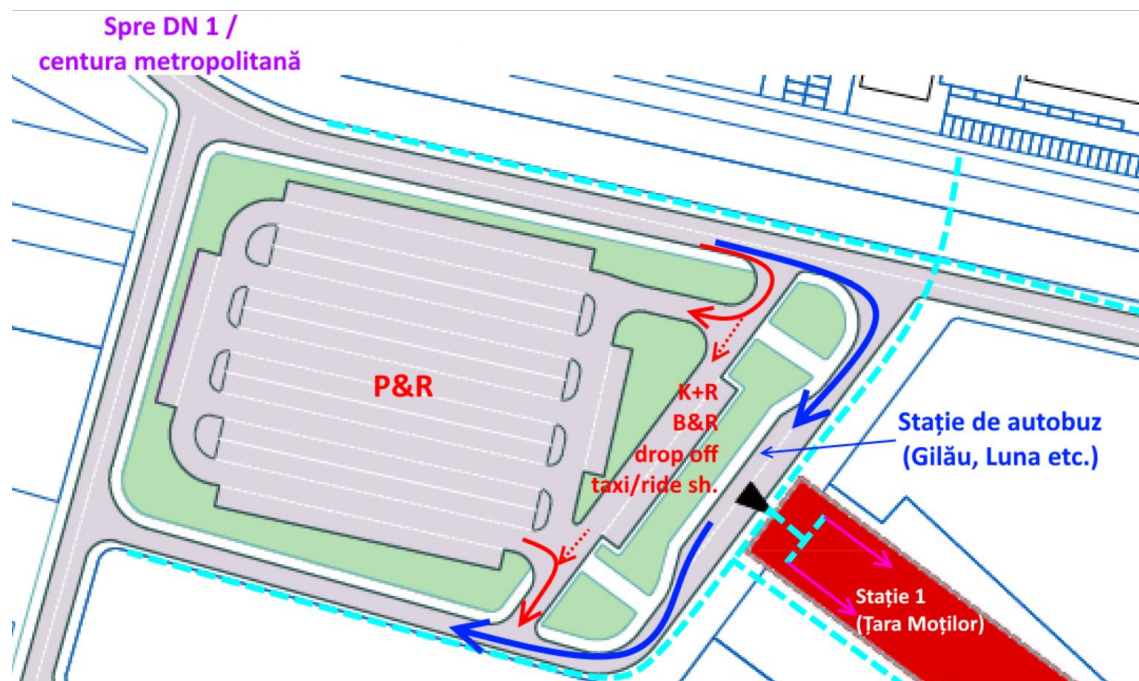 Spre DN 1 /
centura metropolitană
P&R
K+R
B&R
drop off
taxi/ride sh.
Stație de autobuz
(Gilău, Luna etc.)
Stație 1
(Țara Moților)